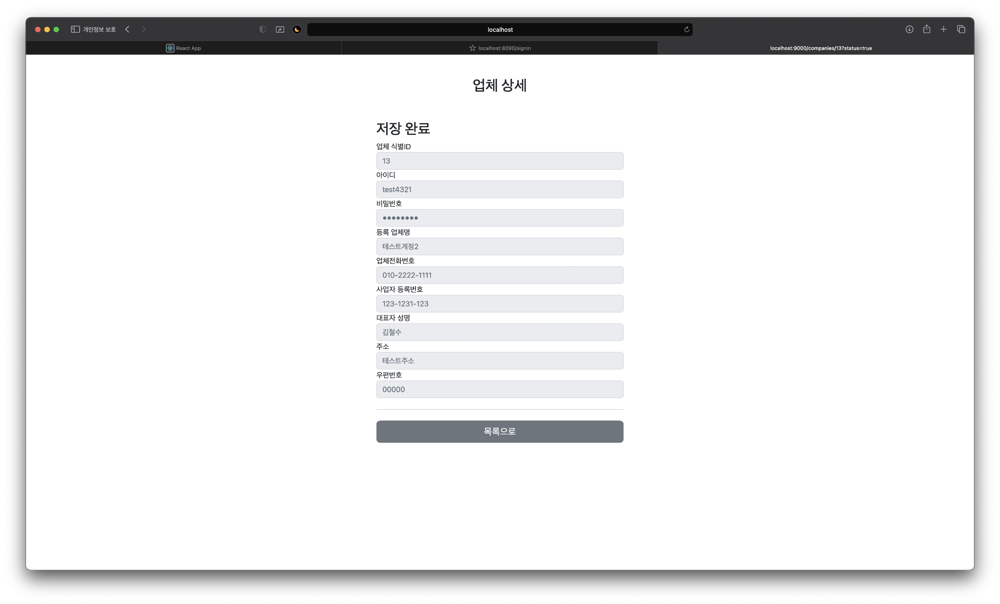 개인정보 보호
localhost
React App
localhost:8090/signin
localhost:9000/companies/13?status=true
업체 상세
저장 완료
업체 식별ID
13
아이디
test4321
비밀번호
••••••••
등록 업체명
테스트계정2
업체전화번호
010-2222-1111
사업자 등록번호
123-1231-123
대표자 성명
김철수
주소
테스트주소
우편번호
00000
목록으로